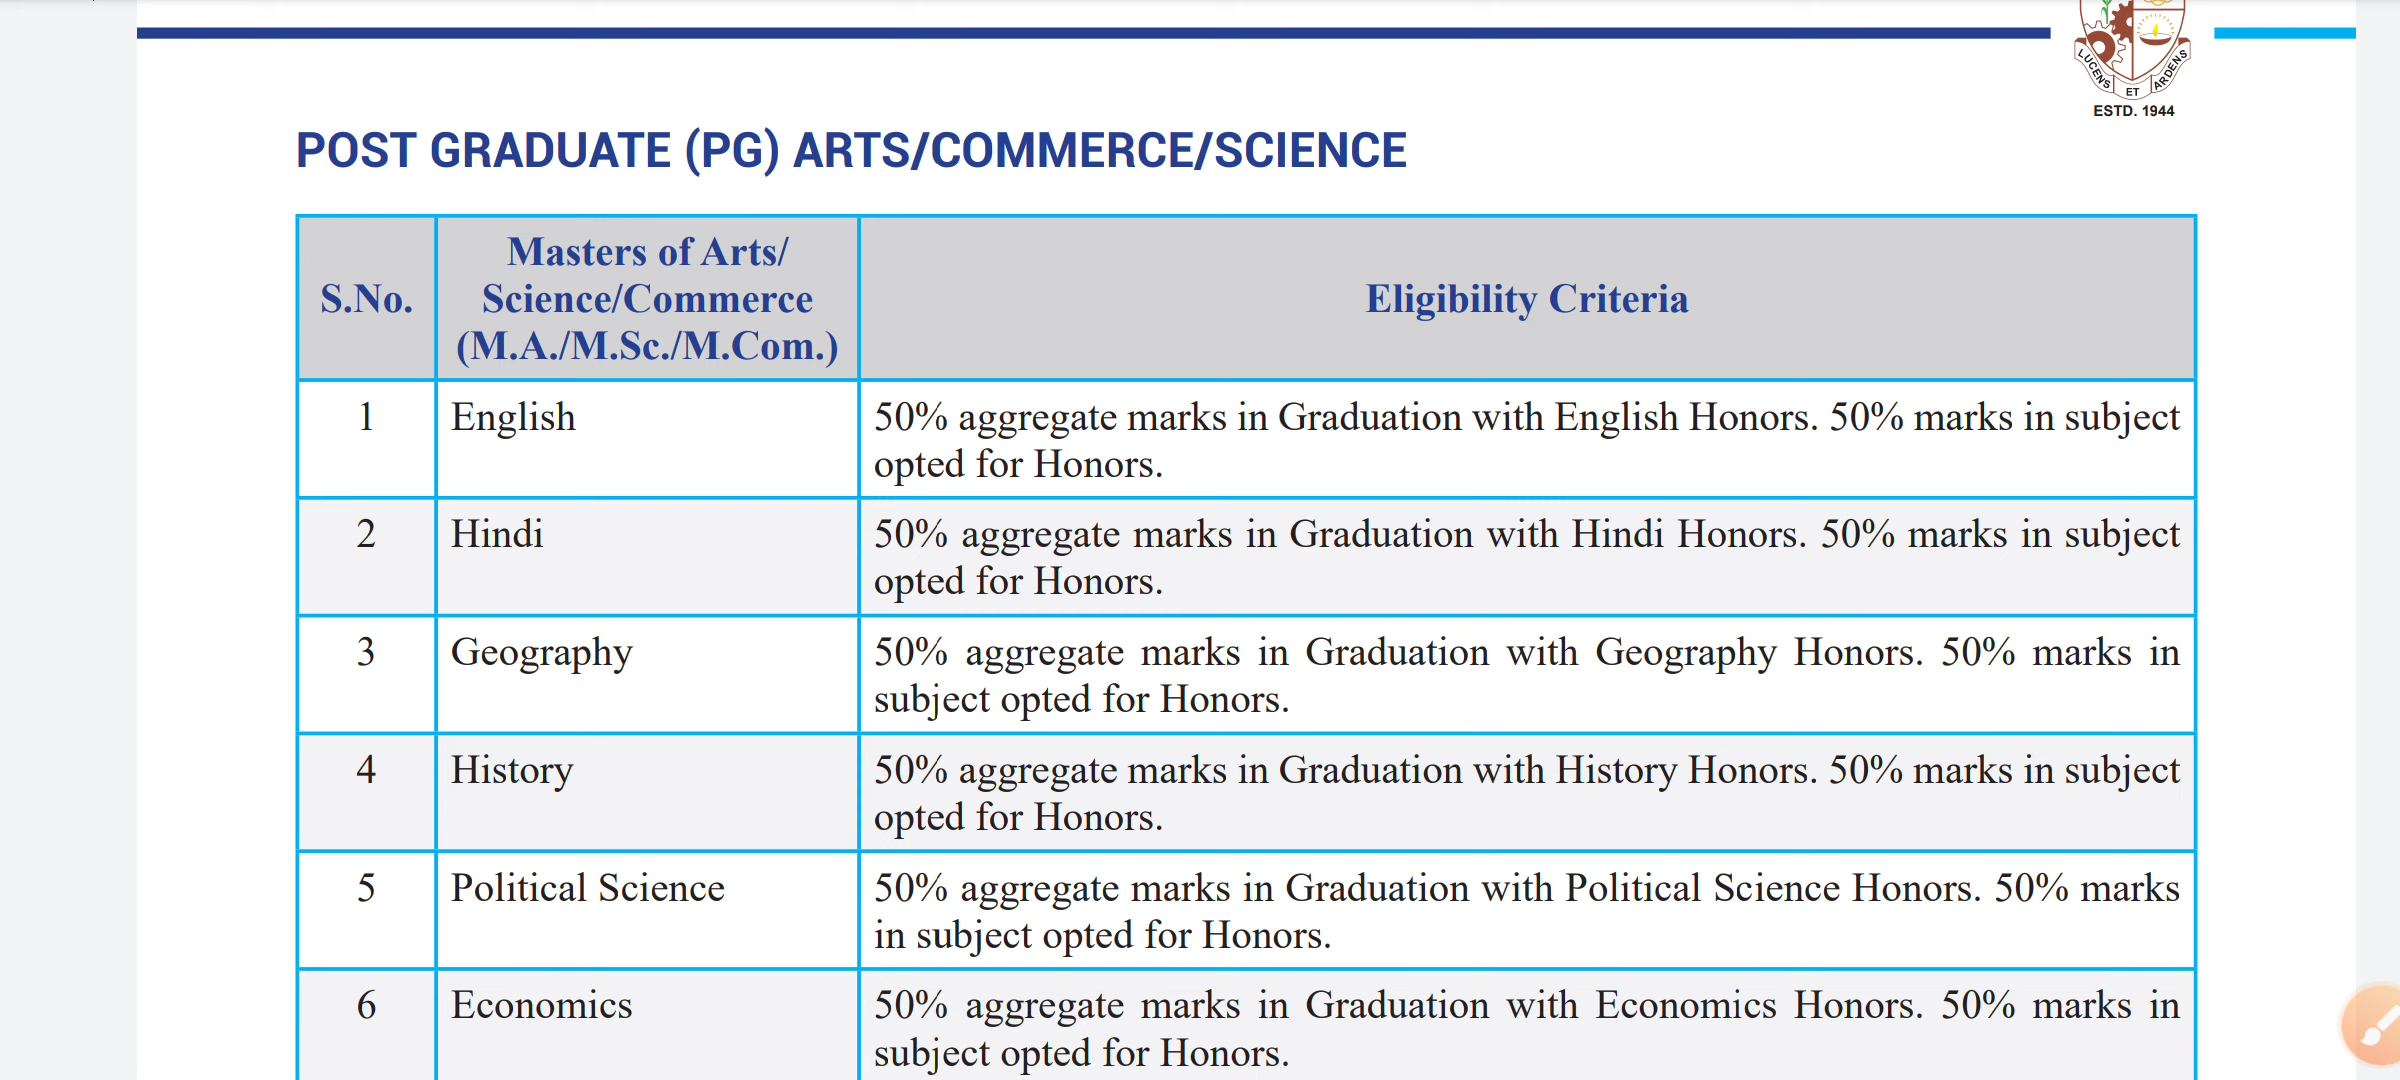 LUCENS ET ARDENS
ESTD. 1944
POST GRADUATE (PG) ARTS/COMMERCE/SCIENCE
S.No.
Masters of Arts/
Science/Commerce
(M.A./M.Sc./M.Com.)
Eligibility Criteria
1
English
50% aggregate marks in Graduation with English Honors. 50% marks in subject
opted for Honors.
2
Hindi
50% aggregate marks in Graduation with Hindi Honors. 50% marks in subject
opted for Honors.
3
Geography
50% aggregate marks in Graduation with Geography Honors. 50% marks in
subject opted for Honors.
4
History
50% aggregate marks in Graduation with History Honors. 50% marks in subject
opted for Honors.
5
Political Science
50% aggregate marks in Graduation with Political Science Honors. 50% marks
in subject opted for Honors.
6
Economics
50% aggregate marks in Graduation with Economics Honors. 50% marks in
subject opted for Honors.